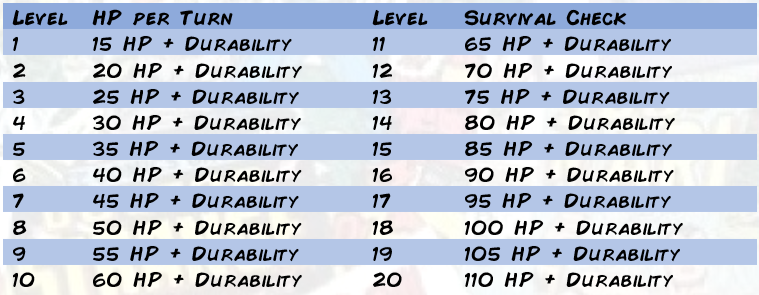 Level HP per Turn Level Survival Check
1 15 HP + Durability 11 65 HP + Durability
2 20 HP + Durability 12 70 HP + Durability
3 25 HP + Durability 13 75 HP + Durability
4 30 HP + Durability 14 80 HP + Durability
5 35 HP + Durability 15 85 HP + Durability
6 40 HP + Durability 16 90 HP + Durability
7 45 HP + Durability 17 95 HP + Durability
8 50 HP + Durability 18 100 HP + Durability
9 55 HP + Durability 19 105 HP + Durability
10 60 HP + Durability 20 110 HP + Durability